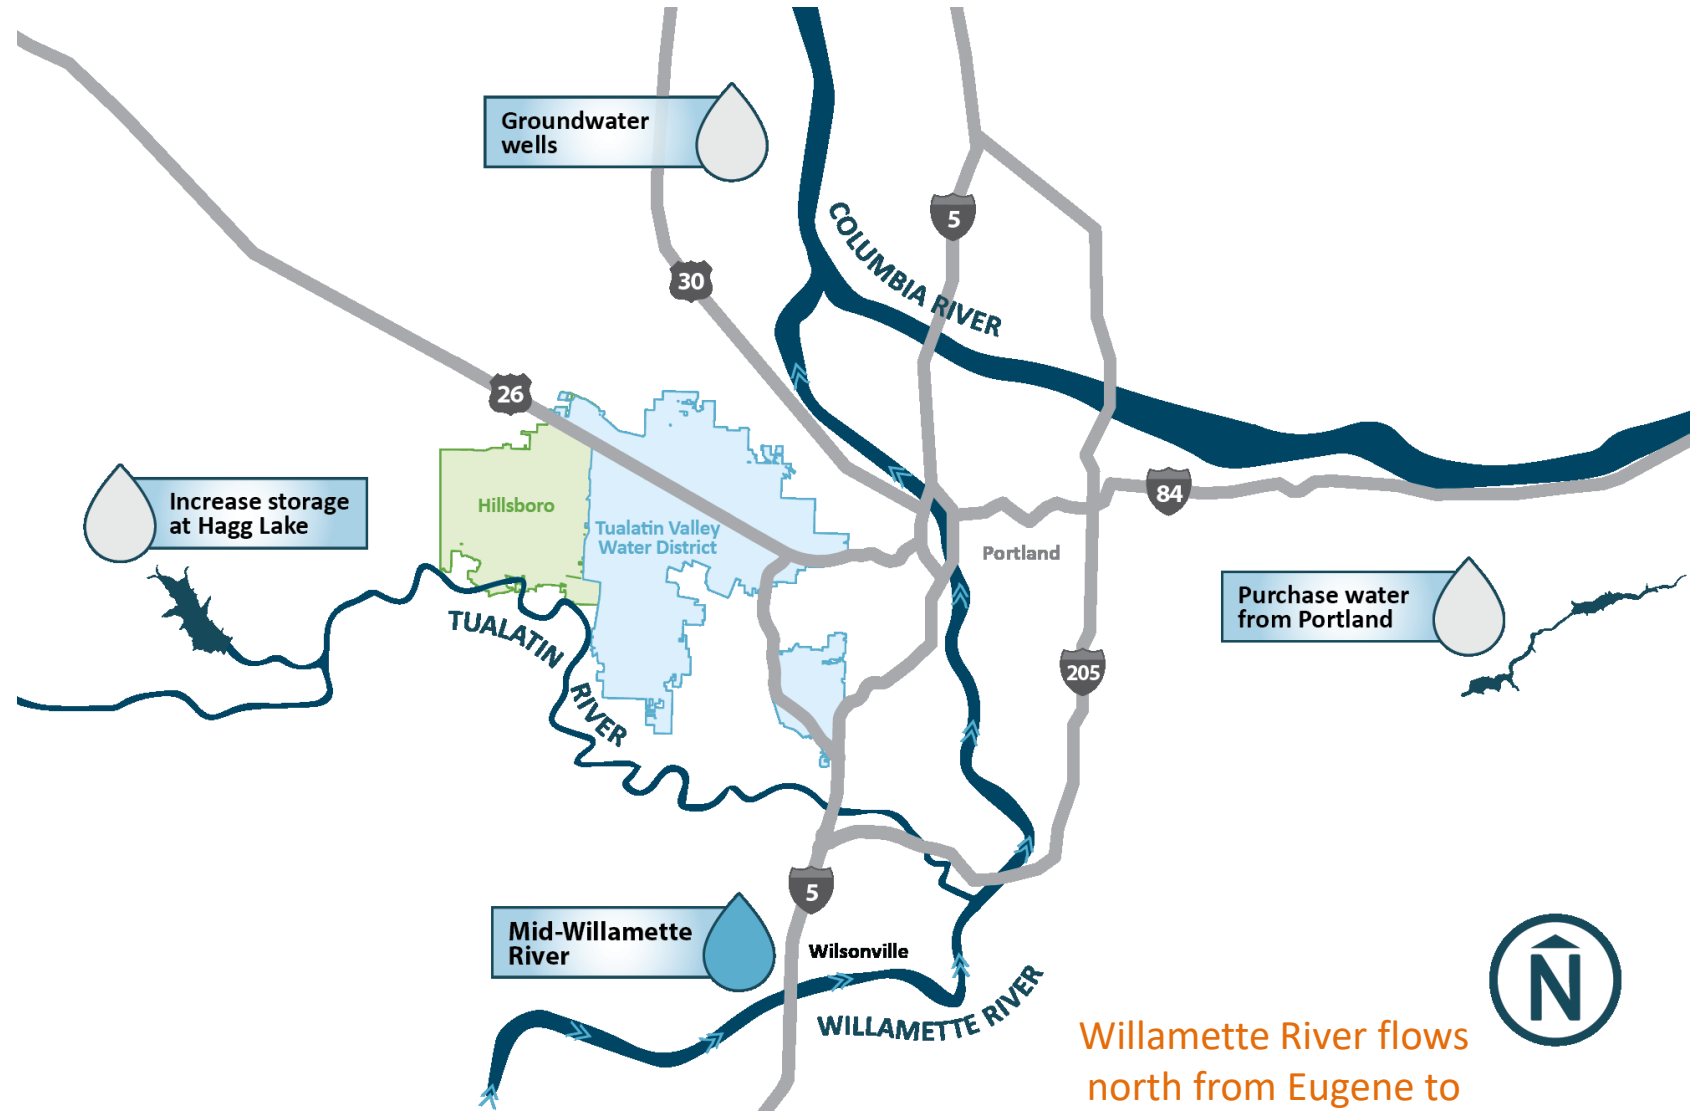 Groundwater
wells
COLUMBIA RIVER
5
30
26
Increase storage
at Hagg Lake
Hillsboro
Tualatin Valley
Water District
84
Portland
Purchase water
from Portland
TUALATIN
RIVER
205
5
Mid-Willamette
River
Wilsonville
WILLAMETTE RIVER
N
Willamette River flows
north from Eugene to